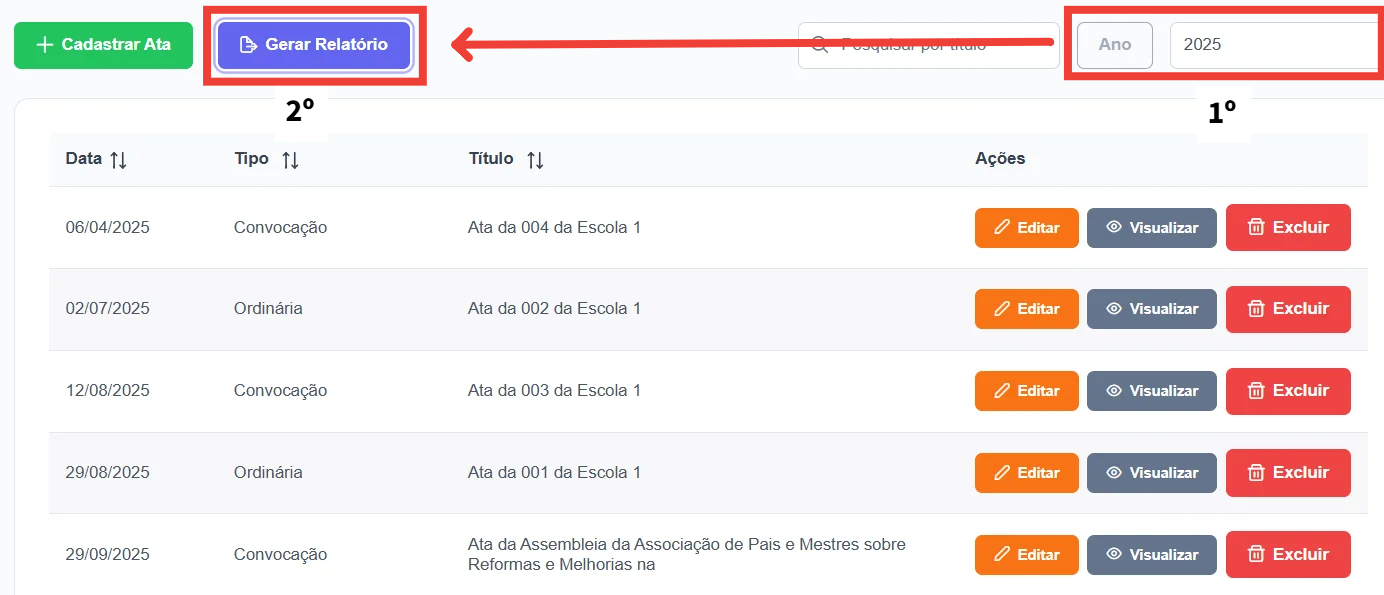 Cadastrar Ata
Gerar Relatório
Pesquisar por título
Ano
2025
2º
1º
Data Tipo Título Ações
06/04/2025 Convocação Ata da 004 da Escola 1 Editar Visualizar Excluir
02/07/2025 Ordinária Ata da 002 da Escola 1 Editar Visualizar Excluir
12/08/2025 Convocação Ata da 003 da Escola 1 Editar Visualizar Excluir
29/08/2025 Ordinária Ata da 001 da Escola 1 Editar Visualizar Excluir
29/09/2025 Convocação Ata da Assembleia da Associação de Pais e Mestres sobre
Reformas e Melhorias na
Editar Visualizar Excluir